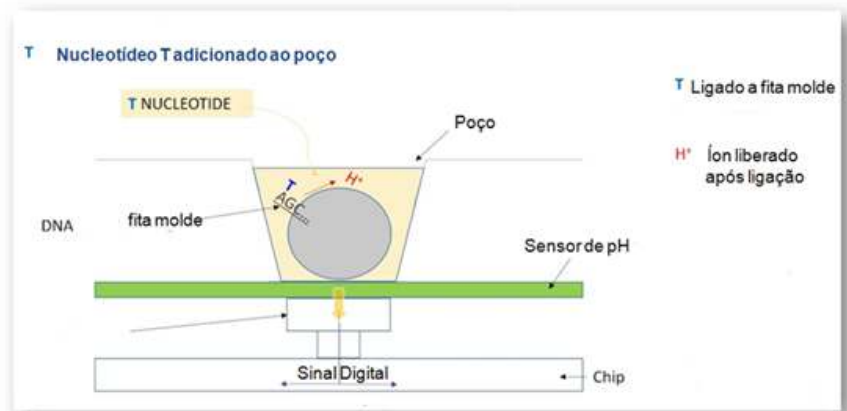 T Nucleotídeo T adicionado ao poço
T NUCLEOTIDE
Poço
T Ligado a fita molde
H⁺ Íon liberado
após ligação
T
H⁺
AGC...
fita molde
DNA
Sensor de pH
Sinal Digital
Chip